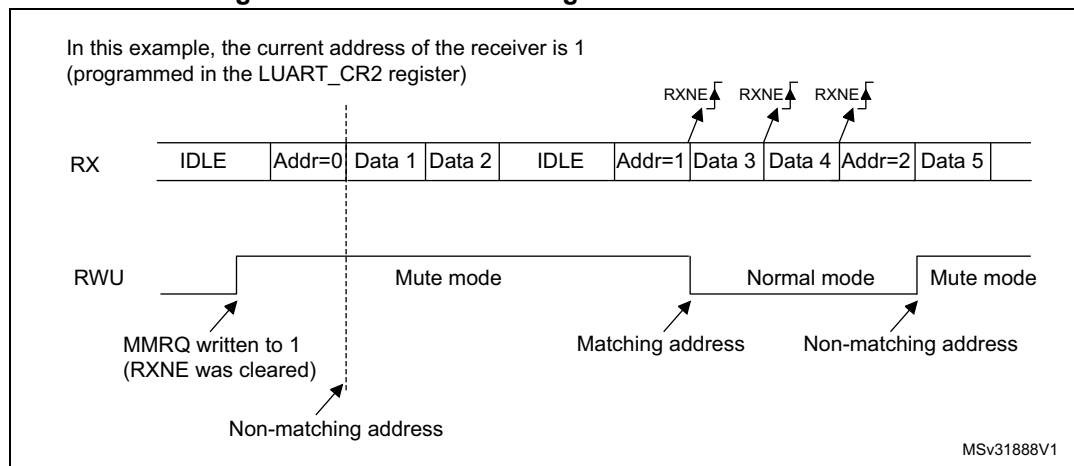 In this example, the current address of the receiver is 1
(programmed in the LUART_CR2 register)
RXNE RXNE RXNE
RX IDLE Addr=0 Data 1 Data 2 IDLE Addr=1 Data 3 Data 4 Addr=2 Data 5
RWU Mute mode Normal mode Mute mode
MMRQ written to 1 Matching address Non-matching address
(RXNE was cleared)
Non-matching address
MSv31888V1